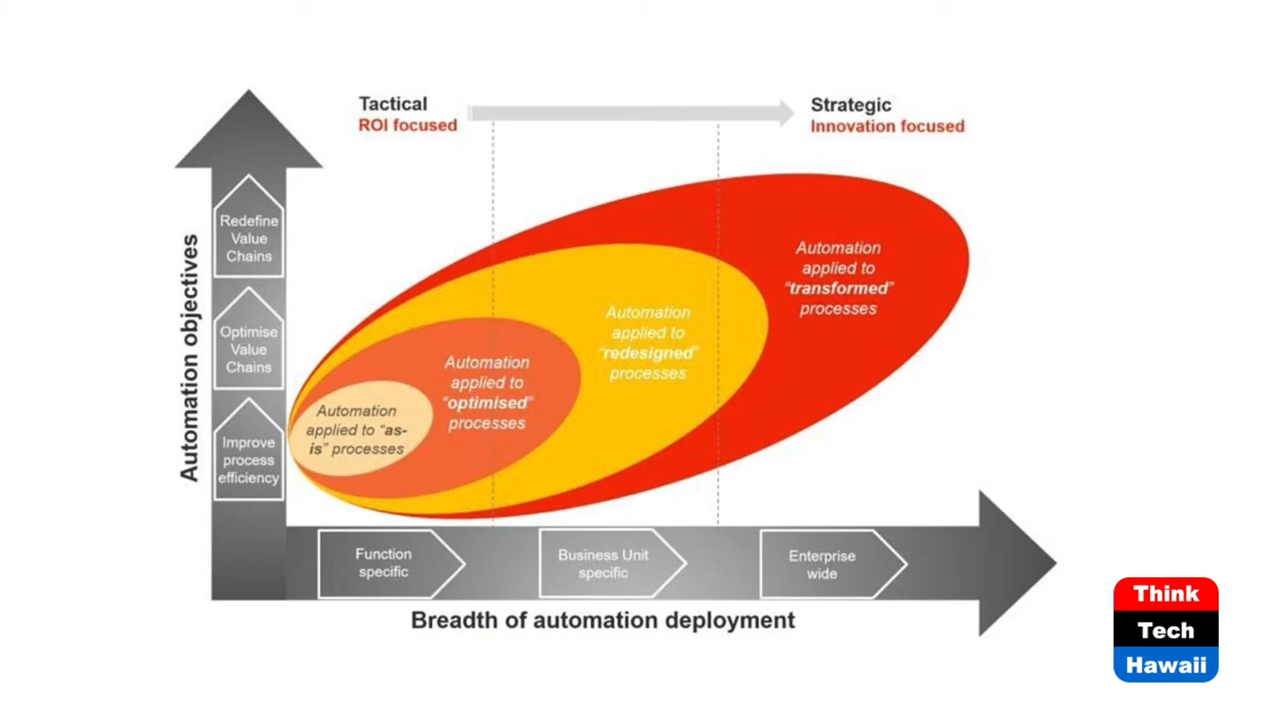 Tactical
ROI focused
Strategic
Innovation focused
Automation objectives
Redefine
Value
Chains
Optimise
Value
Chains
Improve
process
efficiency
Automation
applied to “as-
is” processes
Automation
applied to
“optimised”
processes
Automation
applied to
“redesigned”
processes
Automation
applied to
“transformed”
processes
Function
specific
Business Unit
specific
Enterprise
wide
Breadth of automation deployment
Think
Tech
Hawaii